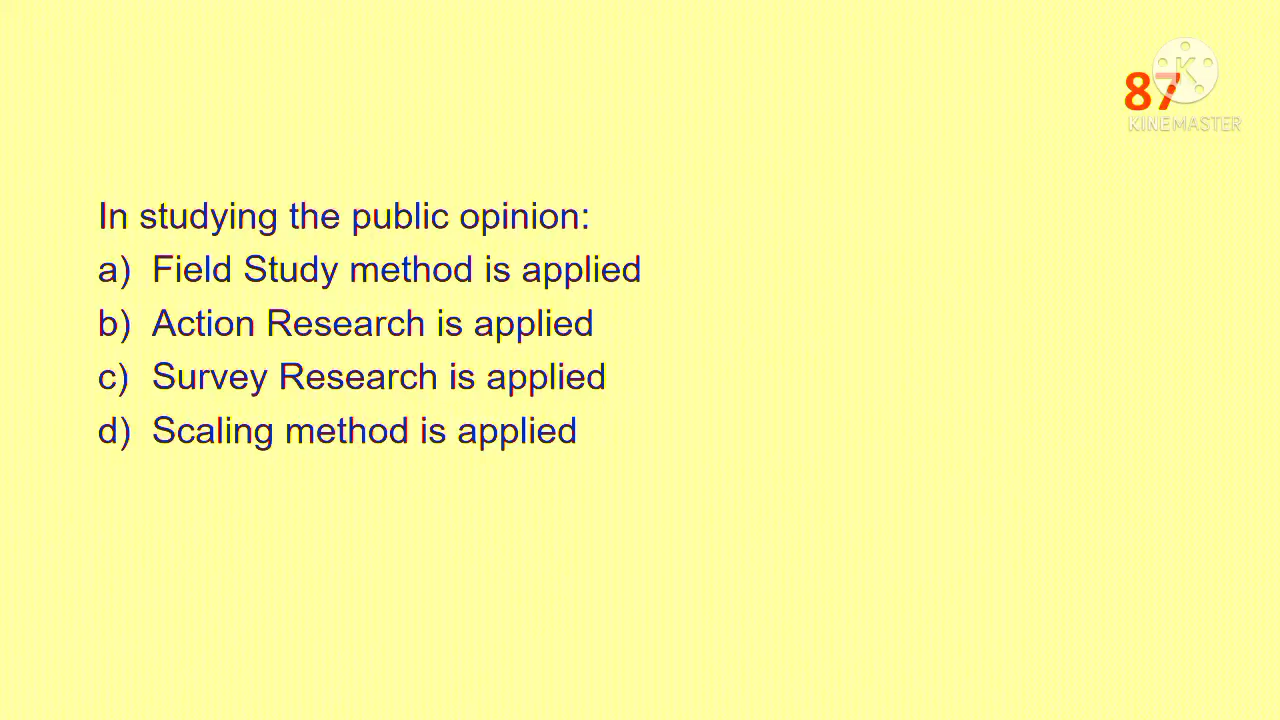 87
KINEMASTER
In studying the public opinion:
a) Field Study method is applied
b) Action Research is applied
c) Survey Research is applied
d) Scaling method is applied